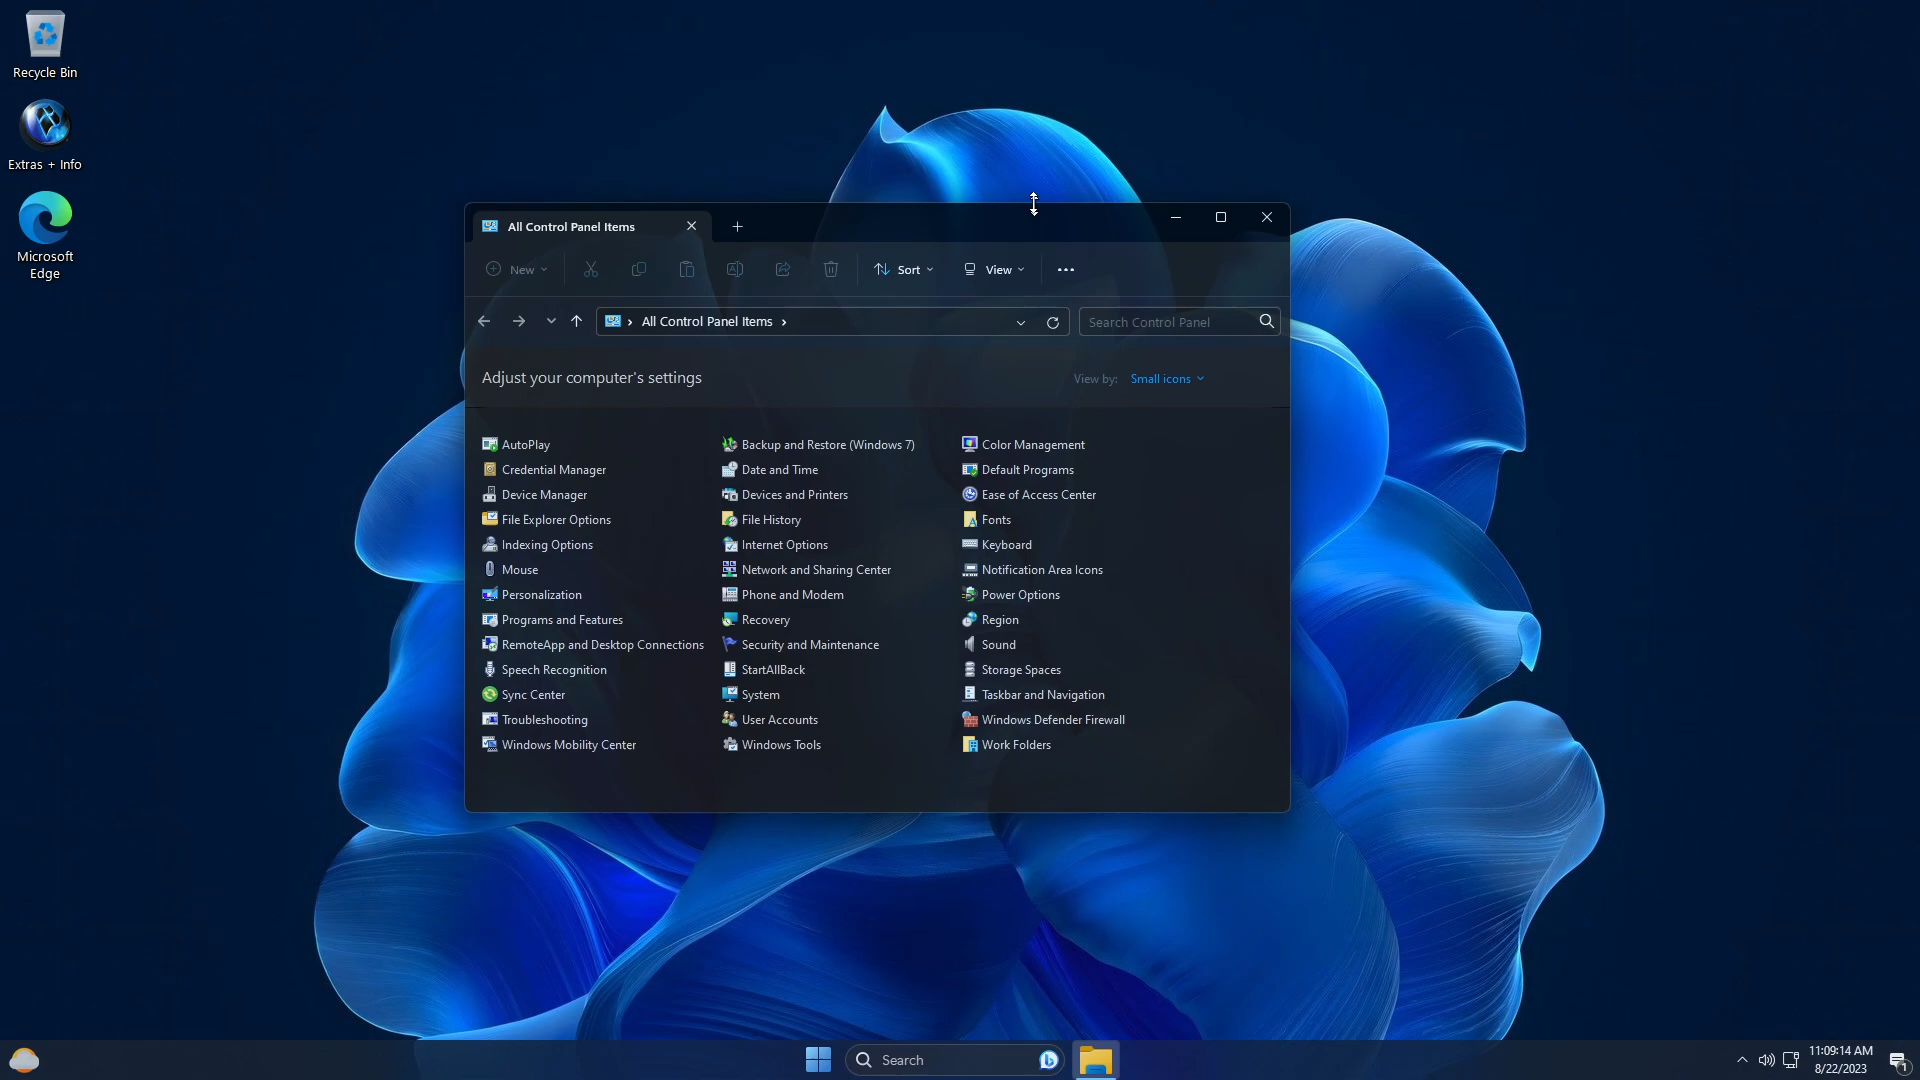 Recycle Bin
Extras + Info
Microsoft
Edge
All Control Panel Items
New
Sort
View
All Control Panel Items
Search Control Panel
Adjust your computer's settings
View by: Small icons
AutoPlay
Backup and Restore (Windows 7)
Color Management
Credential Manager
Date and Time
Default Programs
Device Manager
Devices and Printers
Ease of Access Center
File Explorer Options
File History
Fonts
Indexing Options
Internet Options
Keyboard
Mouse
Network and Sharing Center
Notification Area Icons
Personalization
Phone and Modem
Power Options
Programs and Features
Recovery
Region
RemoteApp and Desktop Connections
Security and Maintenance
Sound
Speech Recognition
StartAllBack
Storage Spaces
Sync Center
System
Taskbar and Navigation
Troubleshooting
User Accounts
Windows Defender Firewall
Windows Mobility Center
Windows Tools
Work Folders
Search
11:09:14 AM
8/22/2023
1